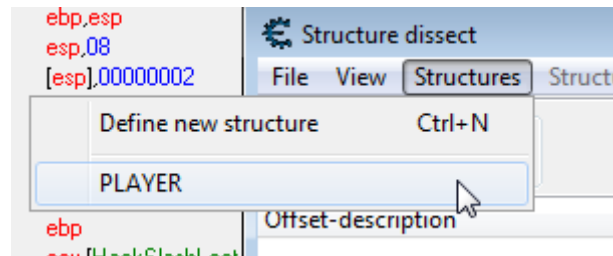 ebp,esp
esp,08
[esp],00000002
Structure dissect
File View Structures
Define new structure Ctrl+N
PLAYER
ebp
Offset-description